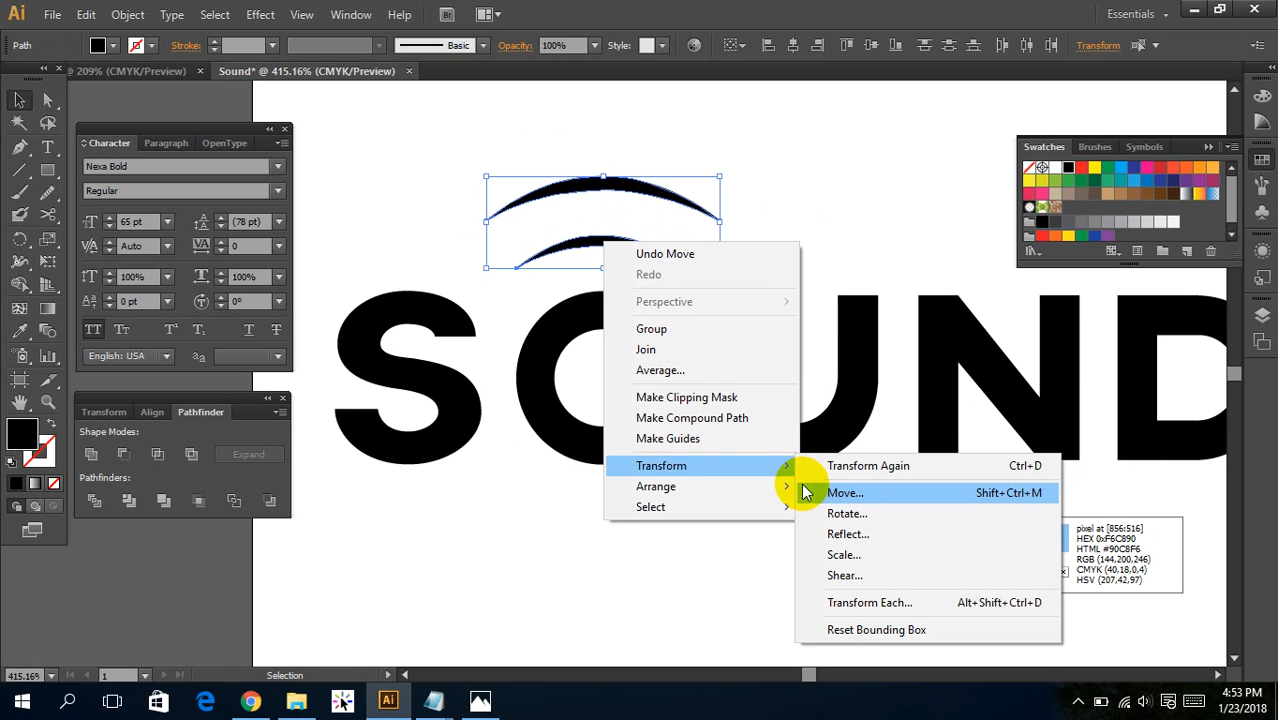 Ai File Edit Object Type Select Effect View Window Help Br Essentials
Path Stroke: Basic Opacity: 100% Style: Transform
@ 209% (CMYK/Preview) × Sound* @ 415.16% (CMYK/Preview) ×
Character Paragraph OpenType
Nexa Bold
Regular
65 pt (78 pt)
Auto 0
100% 100%
0 pt 0°
TT Tt T¹ T₁ T T
English: USA
Transform Align Pathfinder
Shape Modes:
Expand
Pathfinders:
Swatches Brushes Symbols
SOUND
Undo Move
Redo
Perspective
Group
Join
Average...
Make Clipping Mask
Make Compound Path
Make Guides
Transform
Arrange
Select
Transform Again Ctrl+D
Move... Shift+Ctrl+M
Rotate...
Reflect...
Scale...
Shear...
Transform Each... Alt+Shift+Ctrl+D
Reset Bounding Box
pixel at [856:516]
HEX 0xF6C890
HTML #90C8F6
RGB (144,200,246)
CMYK (40,18,0,4)
HSV (207,42,97)
415.16% 1 Selection
Ai
4:53 PM
1/23/2018